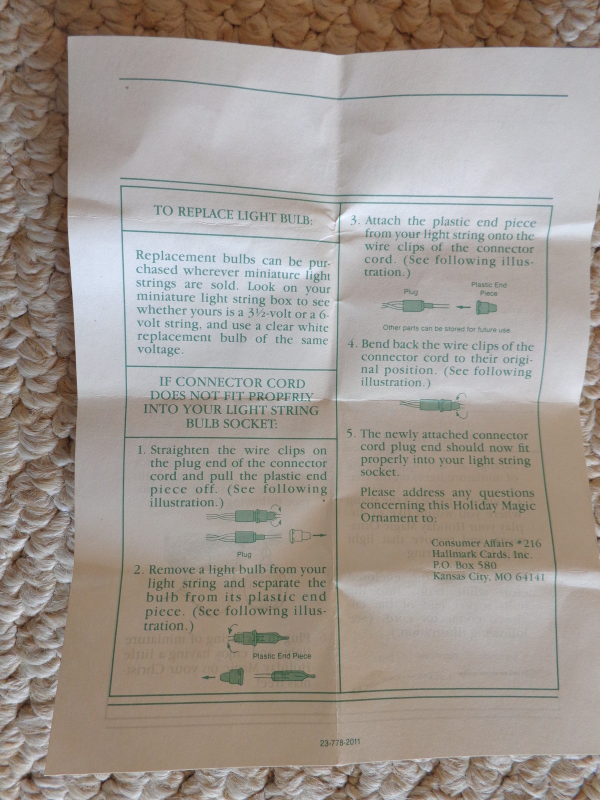 TO REPLACE LIGHT BULB:
Replacement bulbs can be pur-
chased wherever miniature light
strings are sold. Look on your
miniature light string box to see
whether yours is a 3½-volt or a 6-
volt string, and use a clear white
replacement bulb of the same
voltage.
IF CONNECTOR CORD
DOES NOT FIT PROPERLY
INTO YOUR LIGHT STRING
BULB SOCKET:
1. Straighten the wire clips on
the plug end of the connector
cord and pull the plastic end
piece off. (See following
illustration.)
Plug
2. Remove a light bulb from your
light string and separate the
bulb from its plastic end
piece. (See following illus-
tration.)
Plastic End Piece
3. Attach the plastic end piece
from your light string onto the
wire clips of the connector
cord. (See following illus-
tration.)
Plug
Plastic End
Piece
Other parts can be stored for future use.
4. Bend back the wire clips of the
connector cord to their origi-
nal position. (See following
illustration.)
5. The newly attached connector
cord plug end should now fit
properly into your light string
socket.
Please address any questions
concerning this Holiday Magic
Ornament to:
Consumer Affairs #216
Hallmark Cards, Inc.
P.O. Box 580
Kansas City, MO 64141
23-778-2011